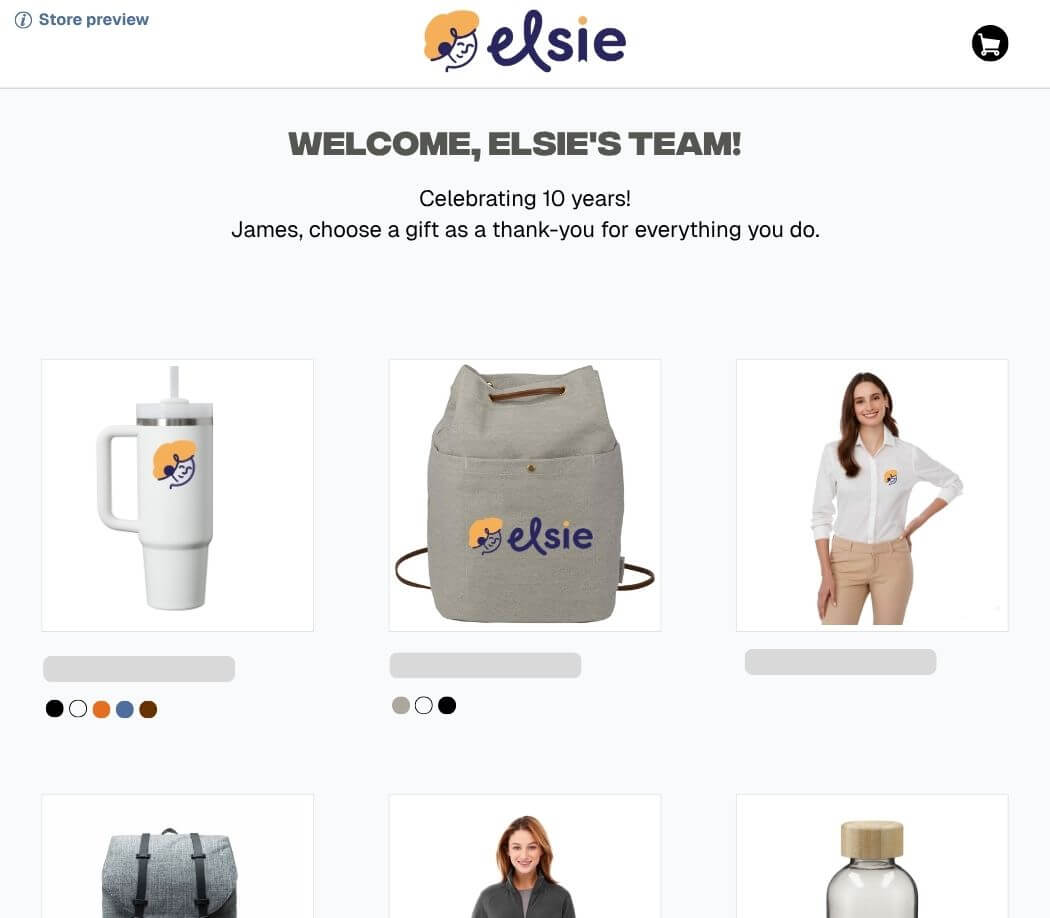 Store preview
elsie
WELCOME, ELSIE'S TEAM!
Celebrating 10 years!
James, choose a gift as a thank-you for everything you do.
elsie